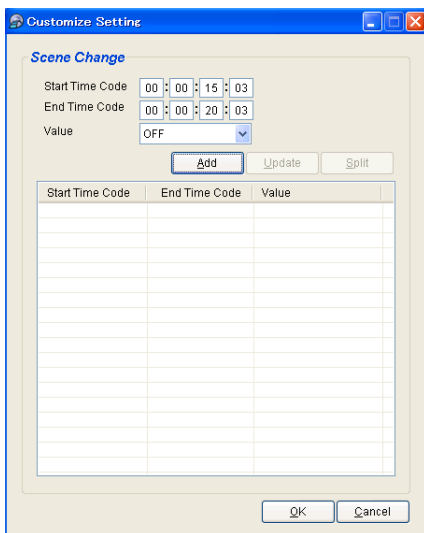 Customize Setting
Scene Change
Start Time Code 00 : 00 : 15 : 03
End Time Code 00 : 00 : 20 : 03
Value OFF
Add Update Split
Start Time Code End Time Code Value
OK Cancel